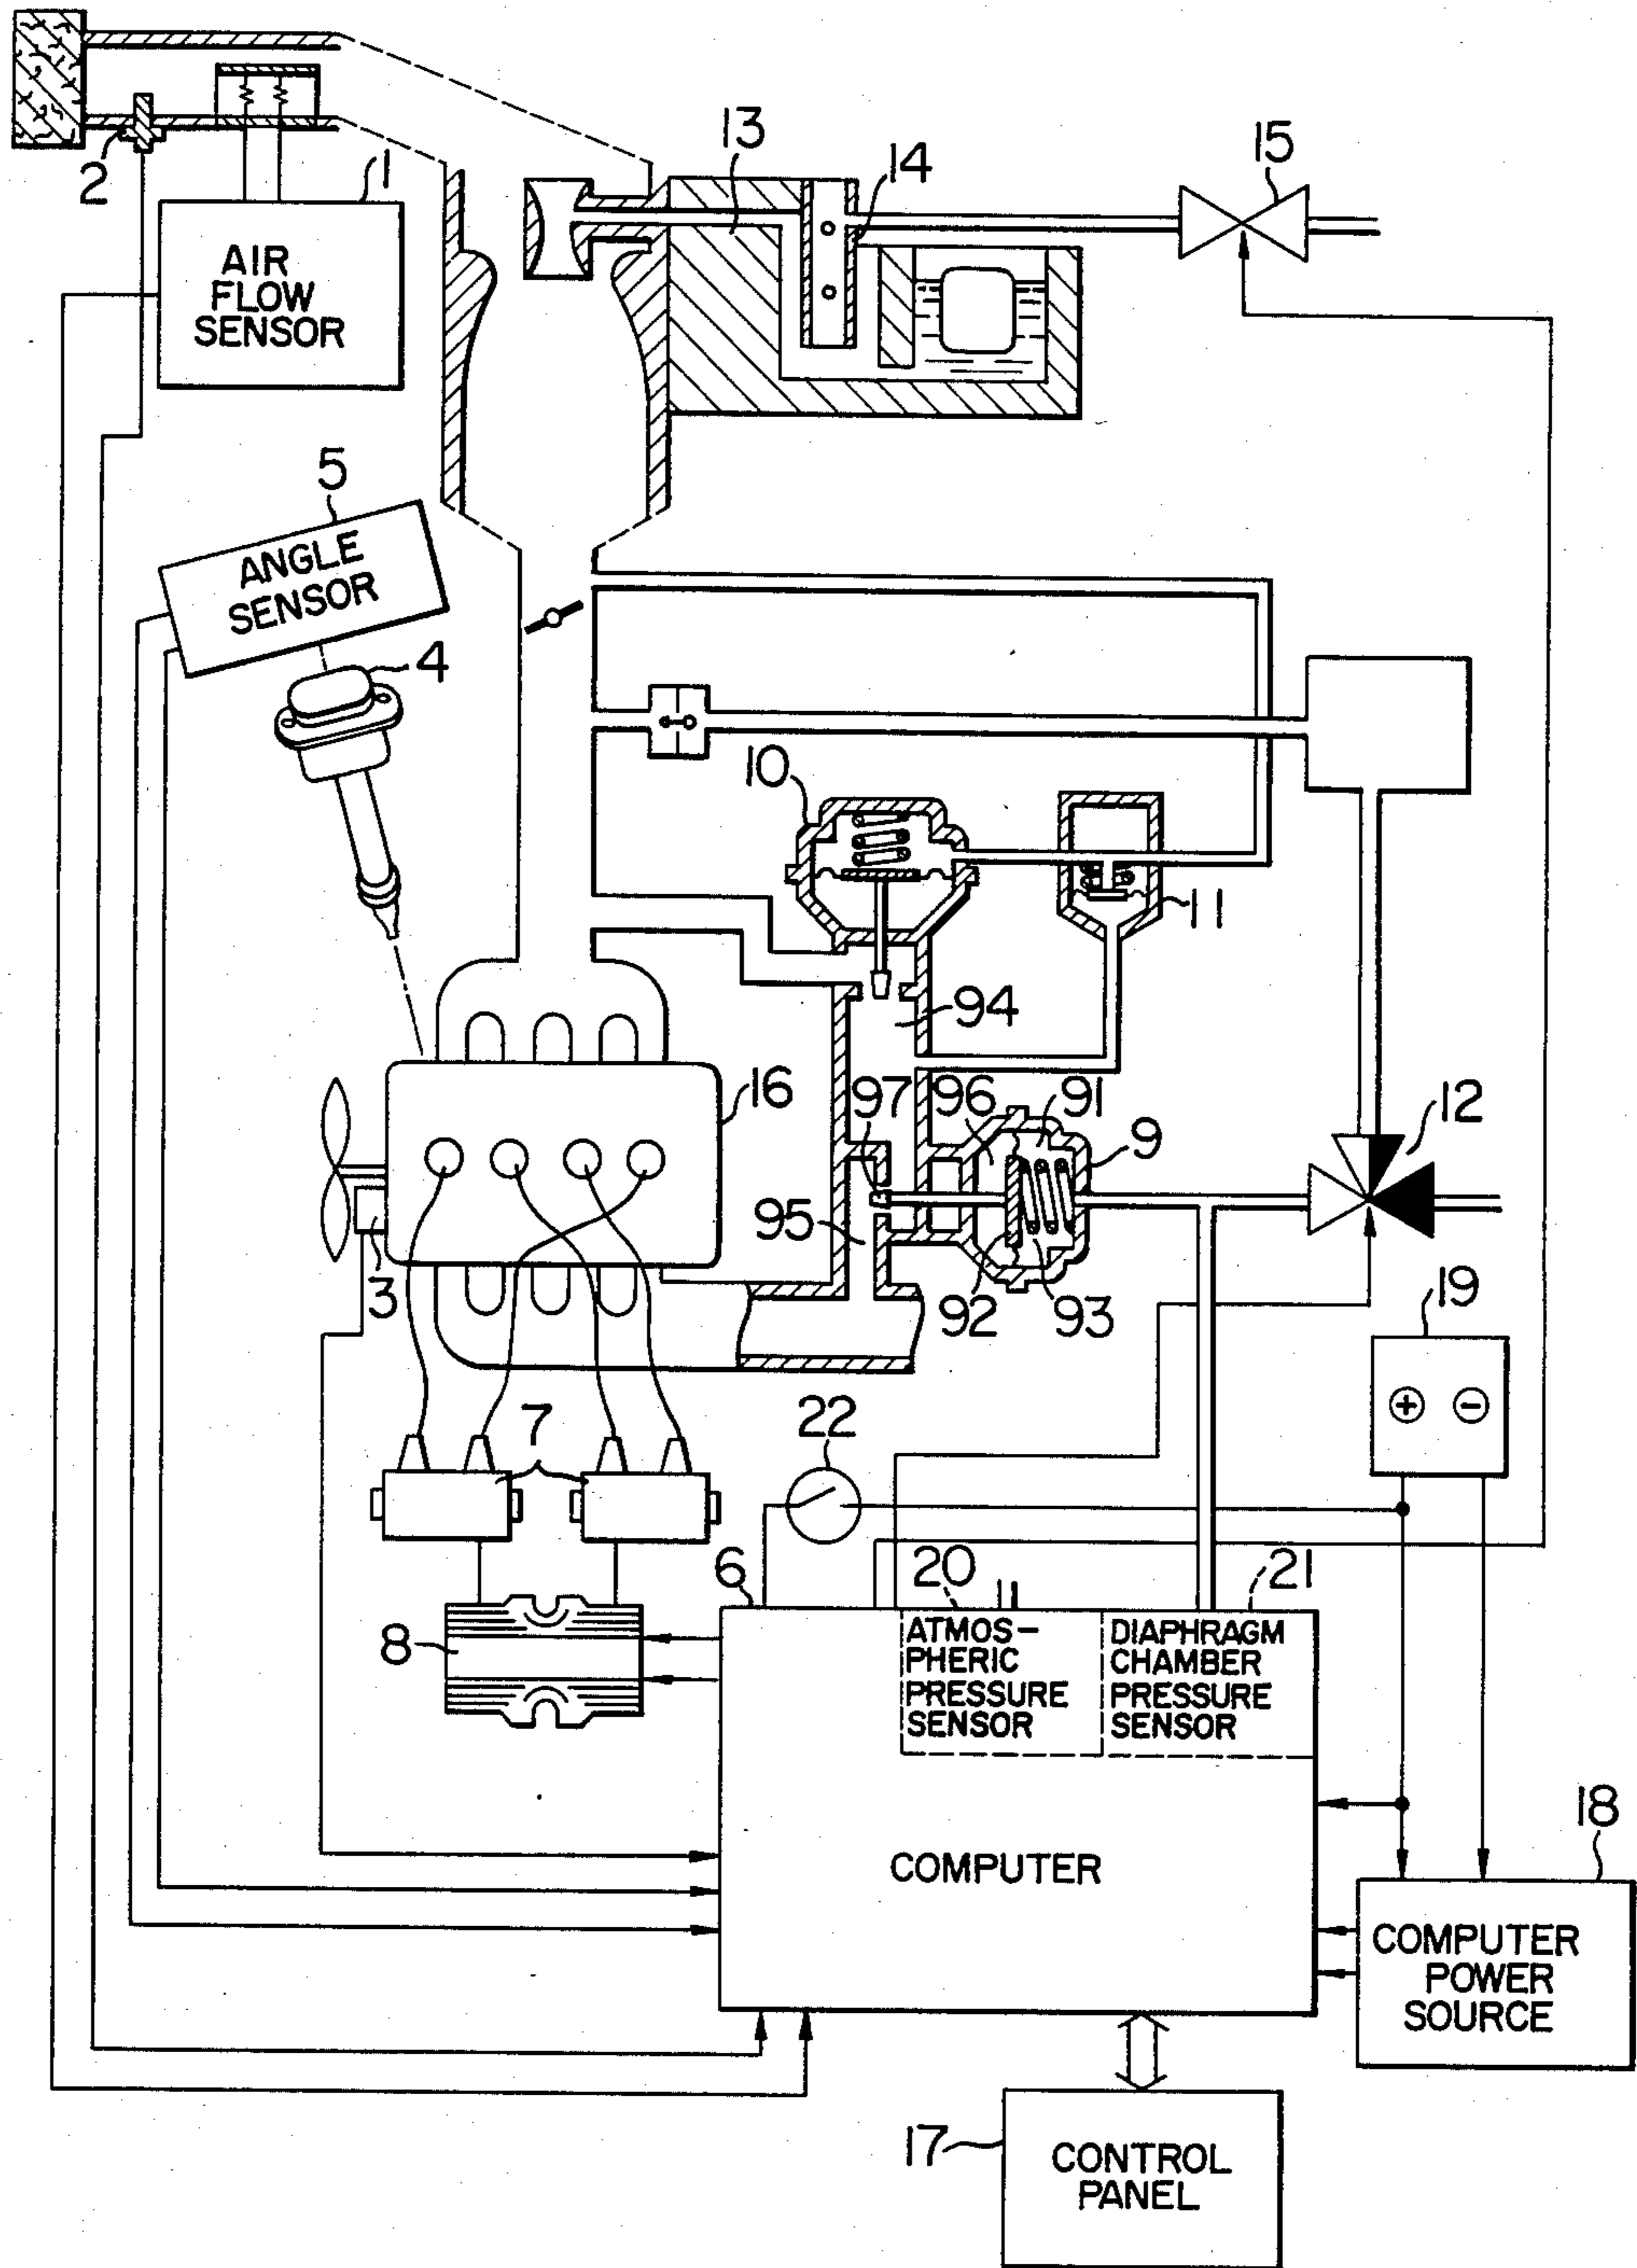 13
14
15
2
1
AIR
FLOW
SENSOR
5
ANGLE
SENSOR
4
10
11
94
16
97
96
91
9
12
95
3
92
93
19
7
22
6
20
21
8
ATMOS-
PHERIC
PRESSURE
SENSOR
DIAPHRAGM
CHAMBER
PRESSURE
SENSOR
18
COMPUTER
COMPUTER
POWER
SOURCE
17
CONTROL
PANEL